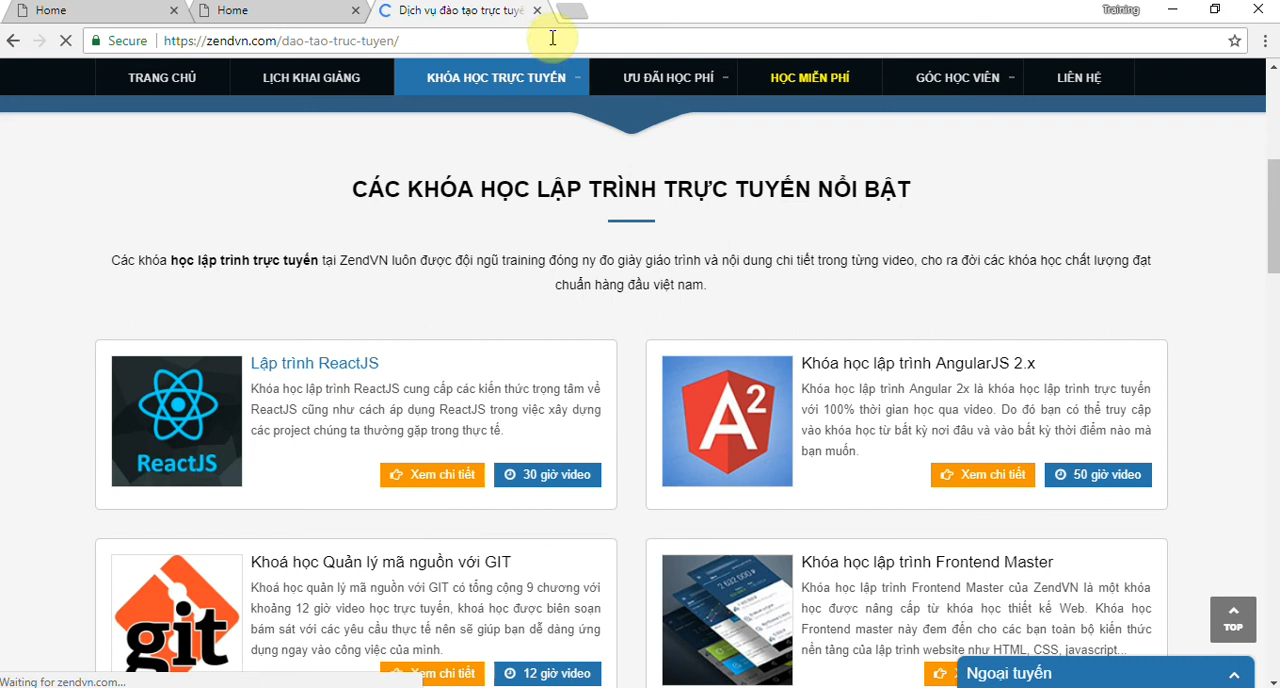 Home
Home
Dịch vụ đào tạo trực tuyế
Training
Secure
https://zendvn.com/dao-tao-truc-tuyen/
TRANG CHỦ
LỊCH KHAI GIẢNG
KHÓA HỌC TRỰC TUYẾN
ƯU ĐÃI HỌC PHÍ
HỌC MIỄN PHÍ
GÓC HỌC VIÊN
LIÊN HỆ
CÁC KHÓA HỌC LẬP TRÌNH TRỰC TUYẾN NỔI BẬT
Các khóa học lập trình trực tuyến tại ZendVN luôn được đội ngũ training đóng ny đo giày giáo trình và nội dung chi tiết trong từng video, cho ra đời các khóa học chất lượng đạt
chuẩn hàng đầu việt nam.
ReactJS
Lập trình ReactJS
Khóa học lập trình ReactJS cung cấp các kiến thức trọng tâm về
ReactJS cũng như cách áp dụng ReactJS trong việc xây dựng
các project chúng ta thường gặp trong thực tế.
Xem chi tiết
30 giờ video
A2
Khóa học lập trình AngularJS 2.x
Khóa học lập trình Angular 2x là khóa học lập trình trực tuyến
với 100% thời gian học qua video. Do đó bạn có thể truy cập
vào khóa học từ bất kỳ nơi đâu và vào bất kỳ thời điểm nào mà
bạn muốn.
Xem chi tiết
50 giờ video
git
Khoá học Quản lý mã nguồn với GIT
Khoá học quản lý mã nguồn với GIT có tổng cộng 9 chương với
khoảng 12 giờ video học trực tuyến, khoá học được biên soạn
bám sát với các yêu cầu thực tế nên sẽ giúp bạn dễ dàng ứng
dụng ngay vào công việc của mình.
em chi tiết
12 giờ video
Khóa học lập trình Frontend Master
Khóa học lập trình Frontend Master của ZendVN là một khóa
học được nâng cấp từ khóa học thiết kế Web. Khóa học
Frontend master này đem đến cho các bạn toàn bộ kiến thức
nền tảng của lập trình website như HTML, CSS, javascript...
TOP
Ngoại tuyến
Waiting for zendvn.com...